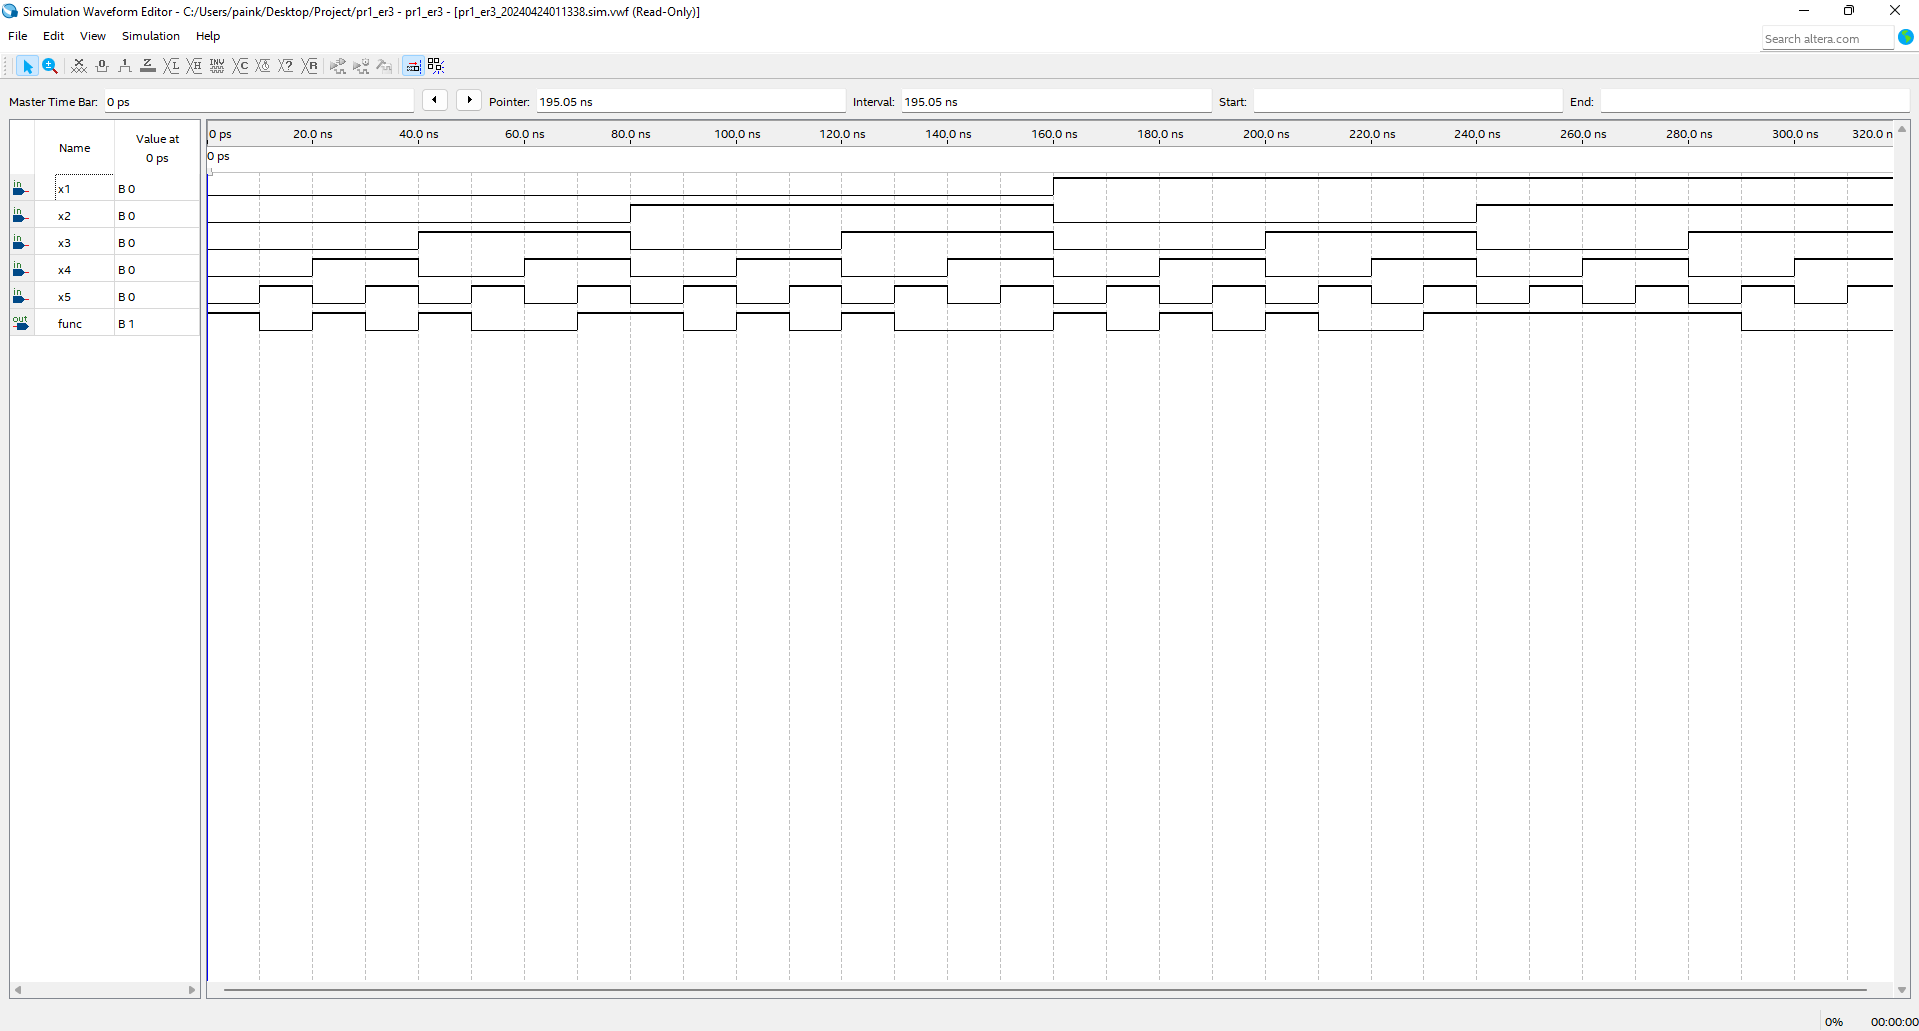 Simulation Waveform Editor - C:/Users/paink/Desktop/Project/pr1_er3 - pr1_er3 - [pr1_er3_20240424011338.sim.vwf (Read-Only)]
File Edit View Simulation Help
Search altera.com
Master Time Bar: 0 ps Pointer: 195.05 ns Interval: 195.05 ns Start: End:
Name Value at 0 ps
0 ps 20.0 ns 40.0 ns 60.0 ns 80.0 ns 100.0 ns 120.0 ns 140.0 ns 160.0 ns 180.0 ns 200.0 ns 220.0 ns 240.0 ns 260.0 ns 280.0 ns 300.0 ns 320.0 n
0 ps
in x1 B 0
in x2 B 0
in x3 B 0
in x4 B 0
in x5 B 0
out func B 1
0% 00:00:00